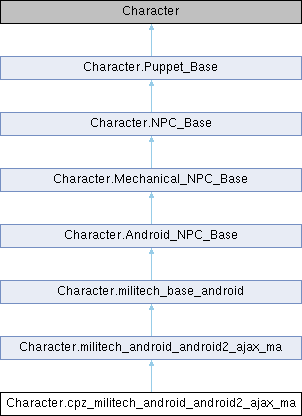 Character
Character.Puppet_Base
Character.NPC_Base
Character.Mechanical_NPC_Base
Character.Android_NPC_Base
Character.militech_base_android
Character.militech_android_android2_ajax_ma
Character.cpz_militech_android_android2_ajax_ma